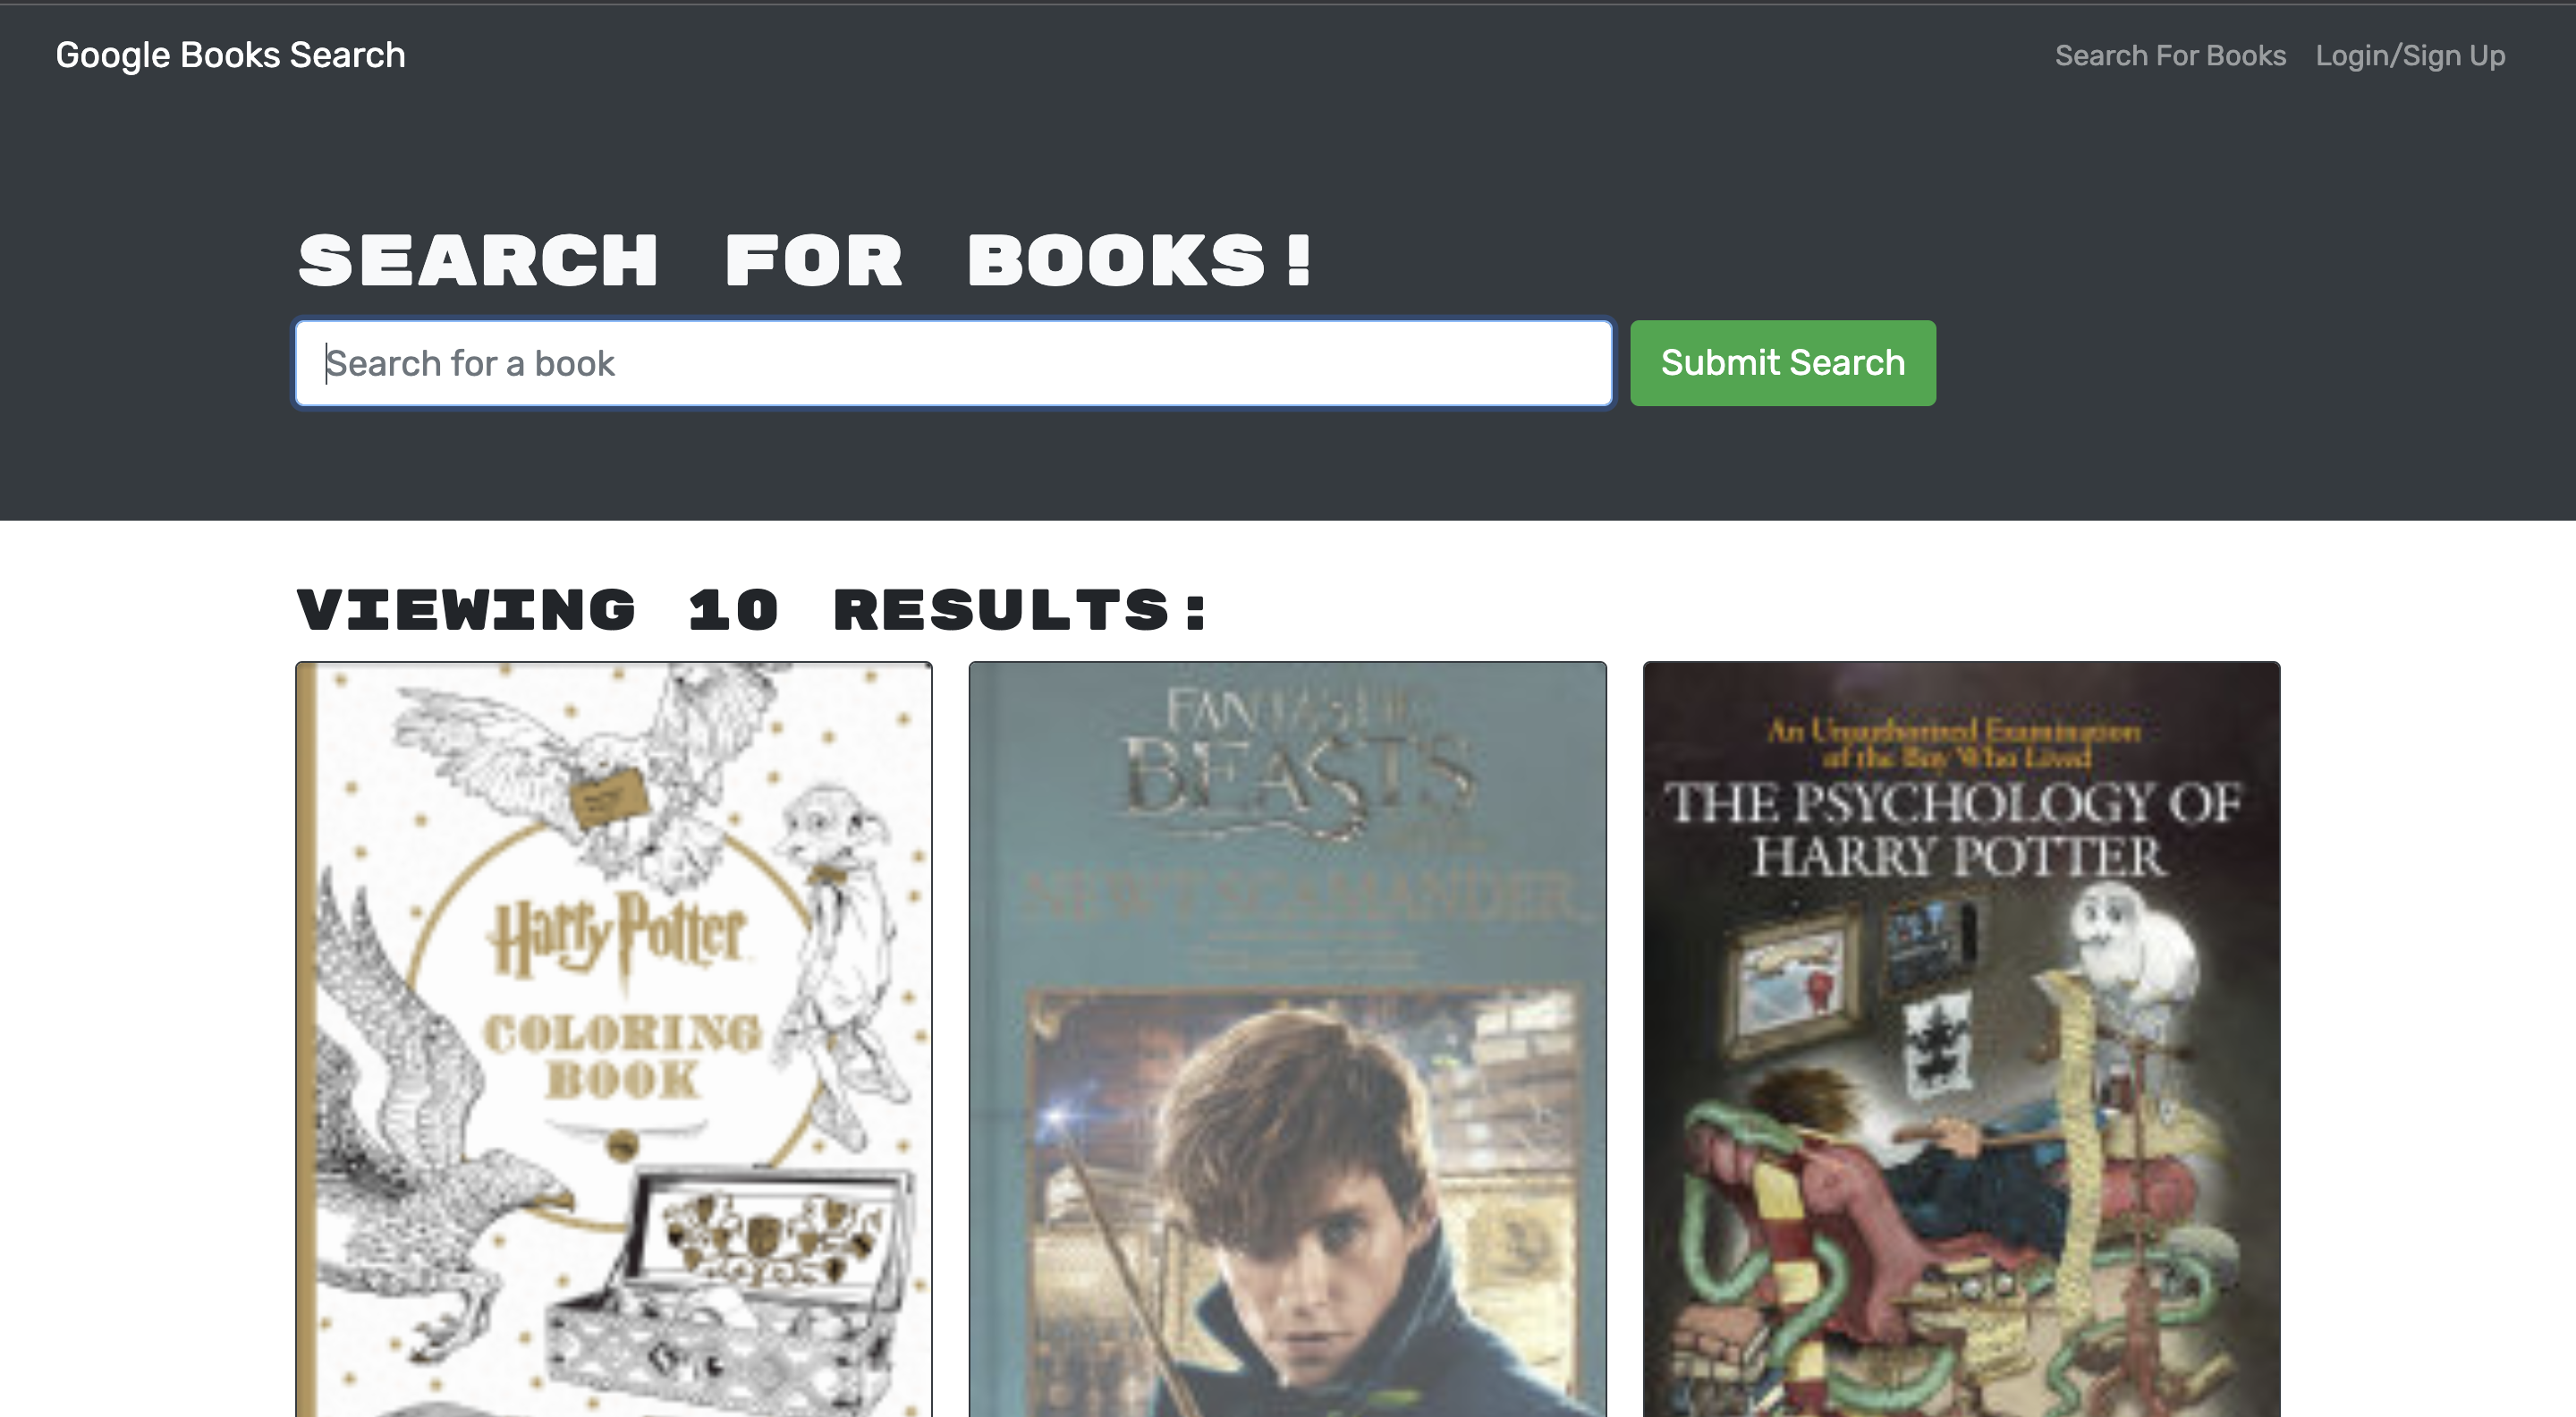 Google Books Search
Search For Books Login/Sign Up
SEARCH FOR BOOKS!
Search for a book
Submit Search
VIEWING 10 RESULTS:
Harry Potter
COLORING
BOOK
FANTASTIC
BEASTS
NEWT SCAMANDER
An Unauthorized Examination
of the Boy Who Lived
THE PSYCHOLOGY OF
HARRY POTTER